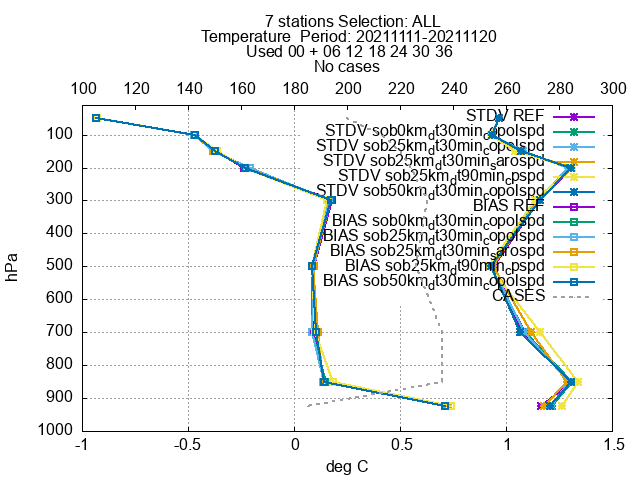 7 stations Selection: ALL
Temperature Period: 20211111-20211120
Used 00 + 06 12 18 24 30 36
No cases
100 120 140 160 180 200 220 240 260 280 300
STDV REF
STDV sob0km_dt30min_copolspd
STDV sob25km_dt30min_copolspd
STDV sob25km_dt30min_sarospd
STDV sob25km_dt90min_cpspd
STDV sob50km_dt30min_copolspd
BIAS REF
BIAS sob0km_dt30min_copolspd
BIAS sob25km_dt30min_copolspd
BIAS sob25km_dt30min_sarospd
BIAS sob25km_dt90min_cpspd
BIAS sob50km_dt30min_copolspd
CASES
100
200
300
400
500
600
700
800
900
1000
hPa
-1 -0.5 0 0.5 1 1.5
deg C